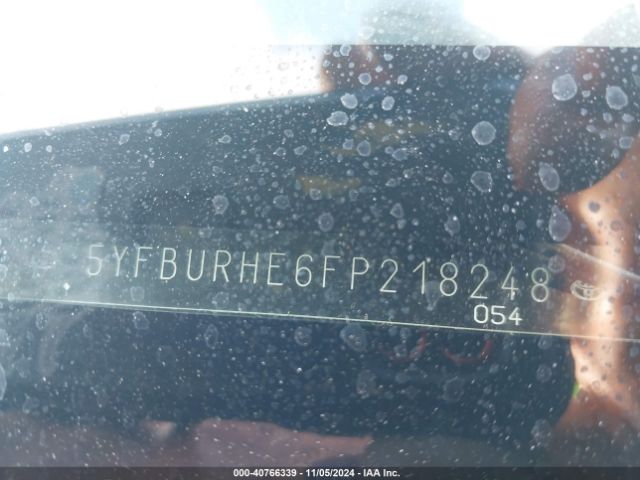 5YFBURHE6FP218248
054
000-40766339 - 11/05/2024 - IAA Inc.